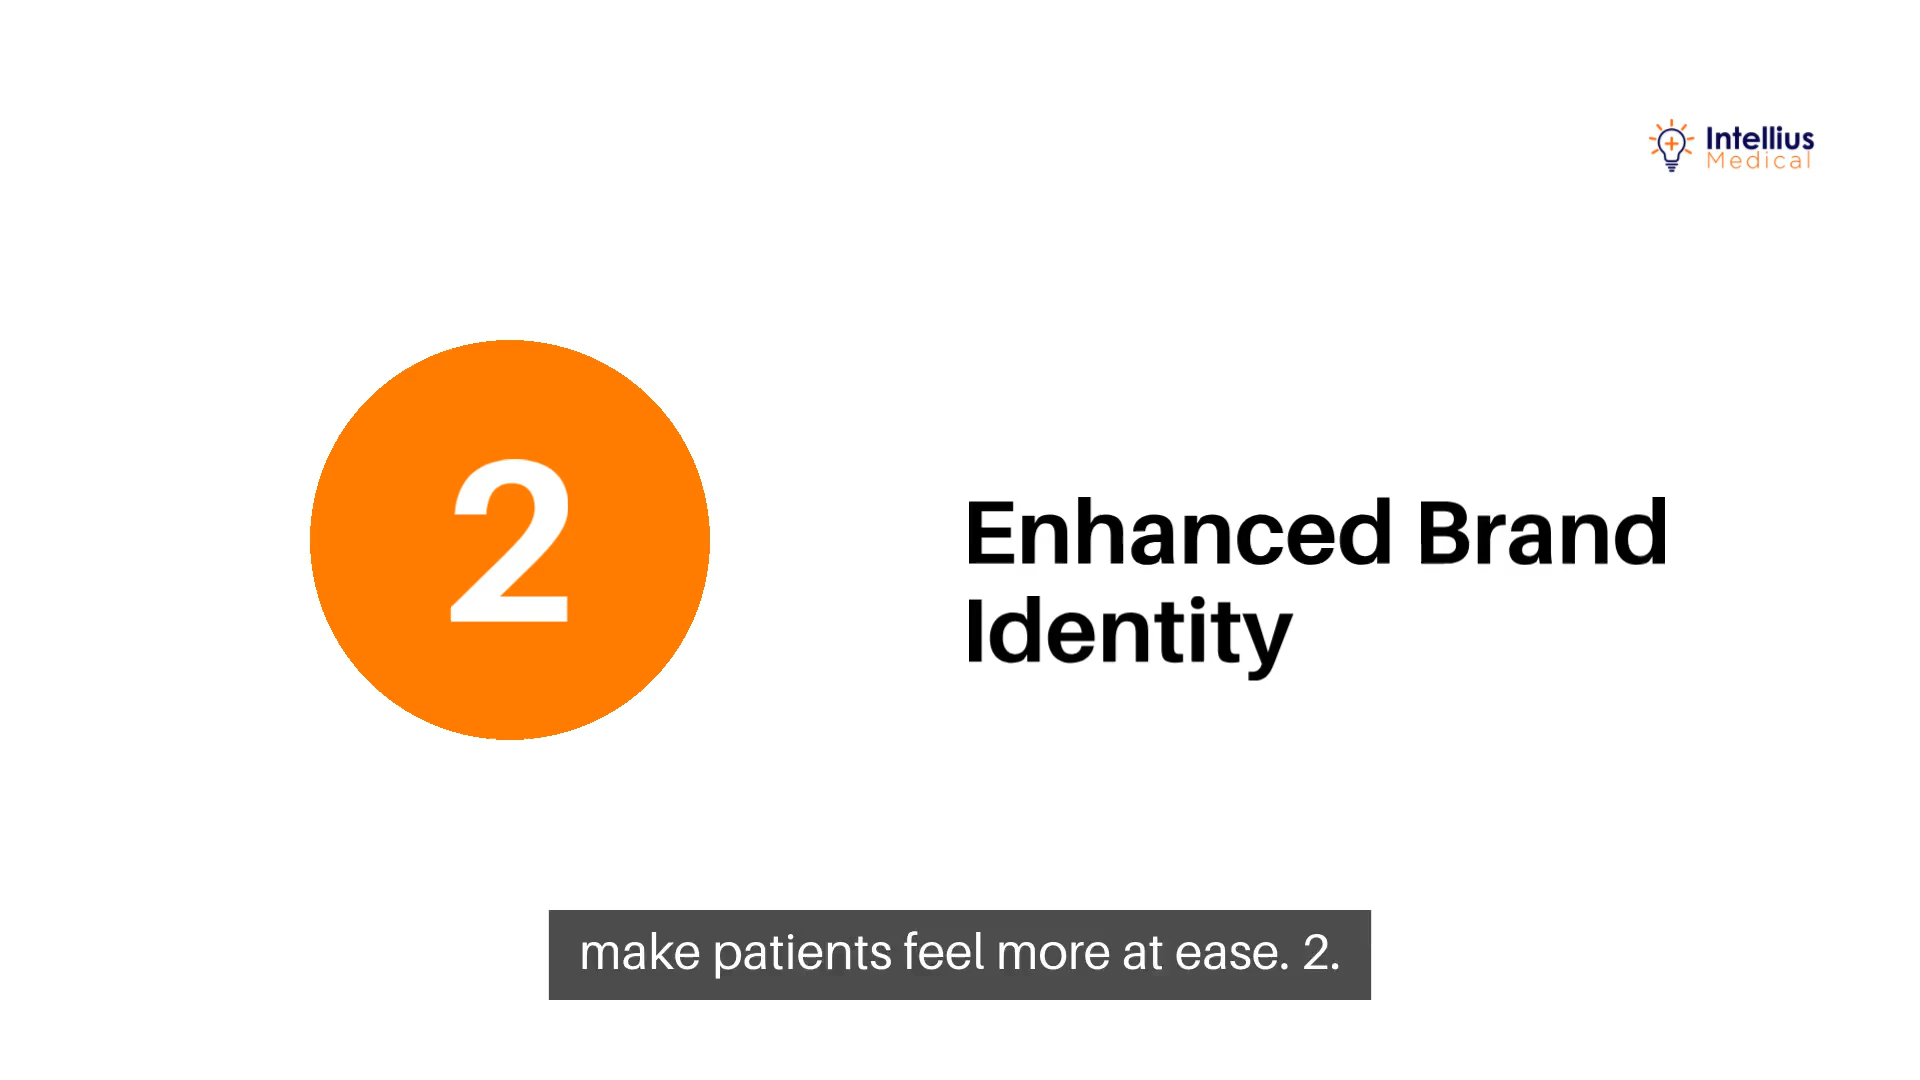 Intellius
Medical
2
Enhanced Brand
Identity
make patients feel more at ease. 2.